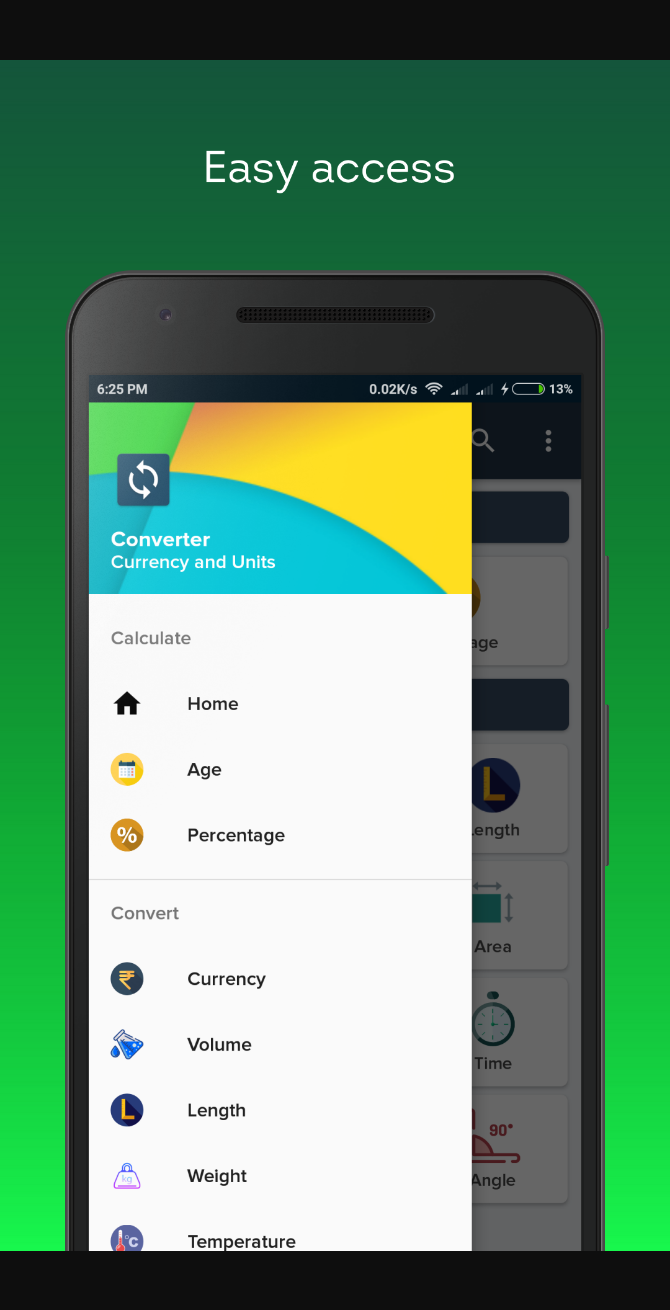 Easy access
6:25 PM
0.02K/s
13%
Converter
Currency and Units
Calculate
Home
Age
Percentage
Convert
Currency
Volume
Length
kg
Weight
°C
Temperature
Length
Area
Time
90°
Angle